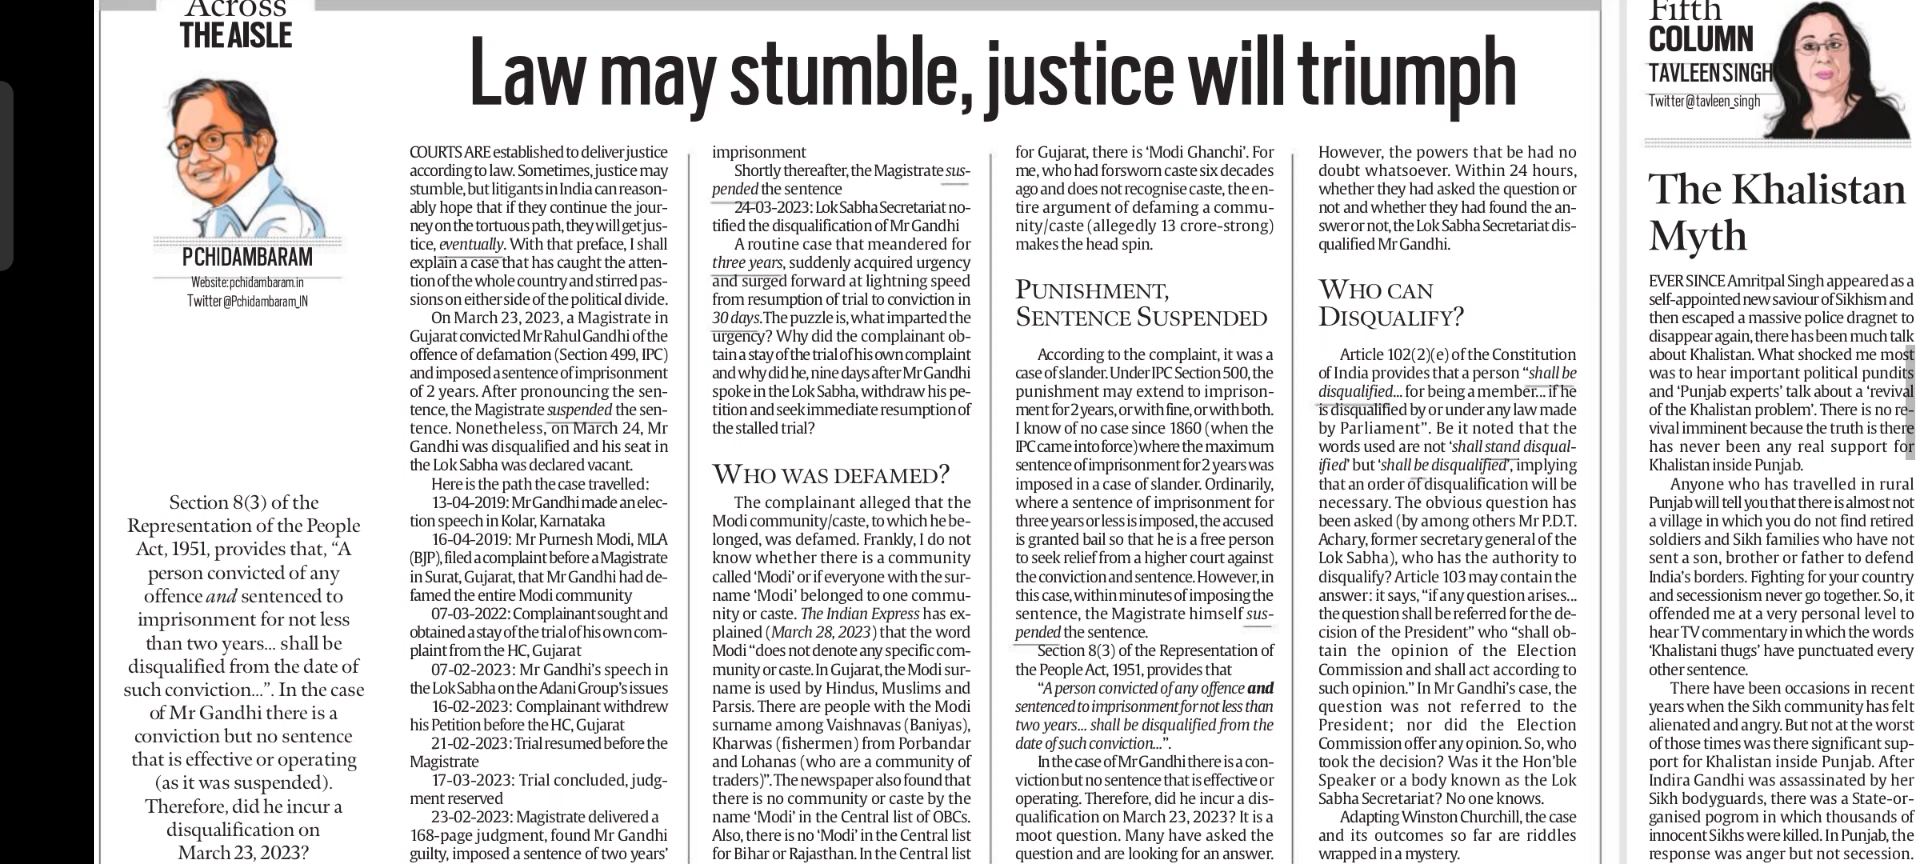 Across
THE AISLE
P CHIDAMBARAM
Website: pchidambaram.in
Twitter @Pchidambaram_IN
Section 8(3) of the
Representation of the People
Act, 1951, provides that, “A
person convicted of any
offence and sentenced to
imprisonment for not less
than two years... shall be
disqualified from the date of
such conviction...”. In the case
of Mr Gandhi there is a
conviction but no sentence
that is effective or operating
(as it was suspended).
Therefore, did he incur a
disqualification on
March 23, 2023?
Law may stumble, justice will triumph
COURTS ARE established to deliver justice
according to law. Sometimes, justice may
stumble, but litigants in India can reason-
ably hope that if they continue the jour-
ney on the tortuous path, they will get jus-
tice, eventually. With that preface, I shall
explain a case that has caught the atten-
tion of the whole country and stirred pas-
sions on either side of the political divide.
On March 23, 2023, a Magistrate in
Gujarat convicted Mr Rahul Gandhi of the
offence of defamation (Section 499, IPC)
and imposed a sentence of imprisonment
of 2 years. After pronouncing the sen-
tence, the Magistrate suspended the sen-
tence. Nonetheless, on March 24, Mr
Gandhi was disqualified and his seat in
the Lok Sabha was declared vacant.
Here is the path the case travelled:
13-04-2019: Mr Gandhi made an elec-
tion speech in Kolar, Karnataka
16-04-2019: Mr Purnesh Modi, MLA
(BJP), filed a complaint before a Magistrate
in Surat, Gujarat, that Mr Gandhi had de-
famed the entire Modi community
07-03-2022: Complainant sought and
obtained a stay of the trial of his own com-
plaint from the HC, Gujarat
07-02-2023: Mr Gandhi's speech in
the Lok Sabha on the Adani Group's issues
16-02-2023: Complainant withdrew
his Petition before the HC, Gujarat
21-02-2023: Trial resumed before the
Magistrate
17-03-2023: Trial concluded, judg-
ment reserved
23-02-2023: Magistrate delivered a
168-page judgment, found Mr Gandhi
guilty, imposed a sentence of two years'
imprisonment
Shortly thereafter, the Magistrate sus-
pended the sentence
24-03-2023: Lok Sabha Secretariat no-
tified the disqualification of Mr Gandhi
A routine case that meandered for
three years, suddenly acquired urgency
and surged forward at lightning speed
from resumption of trial to conviction in
30 days. The puzzle is, what imparted the
urgency? Why did the complainant ob-
tain a stay of the trial of his own complaint
and why did he, nine days after Mr Gandhi
spoke in the Lok Sabha, withdraw his pe-
tition and seek immediate resumption of
the stalled trial?
WHO WAS DEFAMED?
The complainant alleged that the
Modi community/caste, to which he be-
longed, was defamed. Frankly, I do not
know whether there is a community
called 'Modi' or if everyone with the sur-
name 'Modi' belonged to one commu-
nity or caste. The Indian Express has ex-
plained (March 28, 2023) that the word
Modi “does not denote any specific com-
munity or caste. In Gujarat, the Modi sur-
name is used by Hindus, Muslims and
Parsis. There are people with the Modi
surname among Vaishnavas (Baniyas),
Kharwas (fishermen) from Porbandar
and Lohanas (who are a community of
traders)”. The newspaper also found that
there is no community or caste by the
name 'Modi' in the Central list of OBCs.
Also, there is no 'Modi' in the Central list
for Bihar or Rajasthan. In the Central list
for Gujarat, there is 'Modi Ghanchi'. For
me, who had forsworn caste six decades
ago and does not recognise caste, the en-
tire argument of defaming a commu-
nity/caste (allegedly 13 crore-strong)
makes the head spin.
PUNISHMENT,
SENTENCE SUSPENDED
According to the complaint, it was a
case of slander. Under IPC Section 500, the
punishment may extend to imprison-
ment for 2 years, or with fine, or with both.
I know of no case since 1860 (when the
IPC came into force) where the maximum
sentence of imprisonment for 2 years was
imposed in a case of slander. Ordinarily,
where a sentence of imprisonment for
three years or less is imposed, the accused
is granted bail so that he is a free person
to seek relief from a higher court against
the conviction and sentence. However, in
this case, within minutes of imposing the
sentence, the Magistrate himself sus-
pended the sentence.
Section 8(3) of the Representation of
the People Act, 1951, provides that
“A person convicted of any offence and
sentenced to imprisonment for not less than
two years... shall be disqualified from the
date of such conviction...”.
In the case of Mr Gandhi there is a con-
viction but no sentence that is effective or
operating. Therefore, did he incur a dis-
qualification on March 23, 2023? It is a
moot question. Many have asked the
question and are looking for an answer.
However, the powers that be had no
doubt whatsoever. Within 24 hours,
whether they had asked the question or
not and whether they had found the an-
swer or not, the Lok Sabha Secretariat dis-
qualified Mr Gandhi.
WHO CAN
DISQUALIFY?
Article 102(2)(e) of the Constitution
of India provides that a person “shall be
disqualified... for being a member... if he
is disqualified by or under any law made
by Parliament”. Be it noted that the
words used are not 'shall stand disqual-
ified' but 'shall be disqualified', implying
that an order of disqualification will be
necessary. The obvious question has
been asked (by among others Mr P.D.T.
Achary, former secretary general of the
Lok Sabha), who has the authority to
disqualify? Article 103 may contain the
answer: it says, “if any question arises...
the question shall be referred for the de-
cision of the President” who “shall ob-
tain the opinion of the Election
Commission and shall act according to
such opinion.” In Mr Gandhi's case, the
question was not referred to the
President; nor did the Election
Commission offer any opinion. So, who
took the decision? Was it the Hon'ble
Speaker or a body known as the Lok
Sabha Secretariat? No one knows.
Adapting Winston Churchill, the case
and its outcomes so far are riddles
wrapped in a mystery.
Fifth
COLUMN
TAVLEEN SINGH
Twitter@tavleen_singh
The Khalistan
Myth
EVER SINCE Amritpal Singh appeared as a
self-appointed new saviour of Sikhism and
then escaped a massive police dragnet to
disappear again, there has been much talk
about Khalistan. What shocked me most
was to hear important political pundits
and 'Punjab experts' talk about a 'revival
of the Khalistan problem'. There is no re-
vival imminent because the truth is there
has never been any real support for
Khalistan inside Punjab.
Anyone who has travelled in rural
Punjab will tell you that there is almost not
a village in which you do not find retired
soldiers and Sikh families who have not
sent a son, brother or father to defend
India's borders. Fighting for your country
and secessionism never go together. So, it
offended me at a very personal level to
hear TV commentary in which the words
'Khalistani thugs' have punctuated every
other sentence.
There have been occasions in recent
years when the Sikh community has felt
alienated and angry. But not at the worst
of those times was there significant sup-
port for Khalistan inside Punjab. After
Indira Gandhi was assassinated by her
Sikh bodyguards, there was a State-or-
ganised pogrom in which thousands of
innocent Sikhs were killed. In Punjab, the
response was anger but not secession.